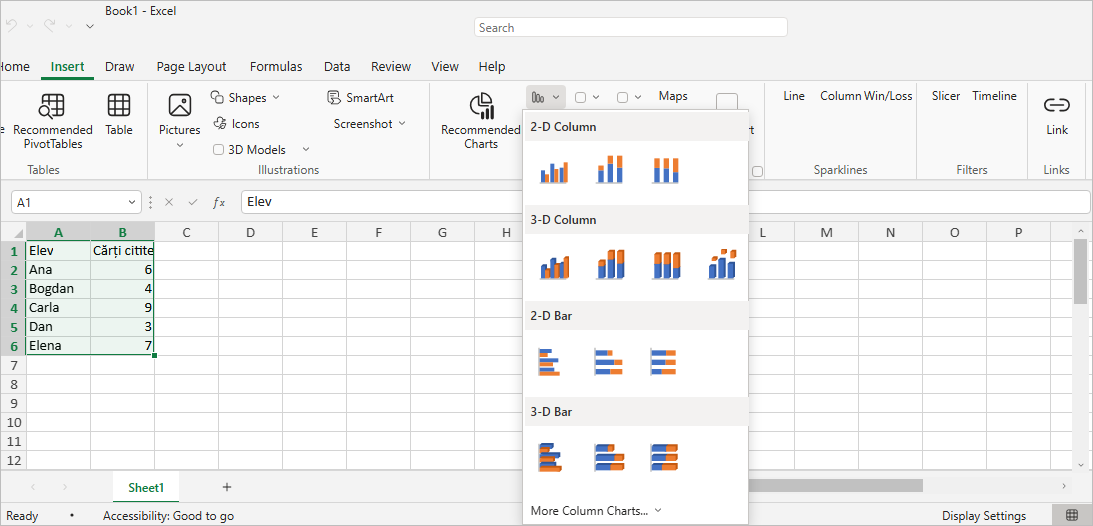 Book1 - Excel
Search
Home Insert Draw Page Layout Formulas Data Review View Help
Recommended PivotTables
Table
Tables
Pictures
Shapes
Icons
3D Models
SmartArt
Screenshot
Illustrations
Recommended Charts
Maps
Line Column Win/Loss
Sparklines
Slicer Timeline
Filters
Link
Links
2-D Column
3-D Column
2-D Bar
3-D Bar
More Column Charts...
A1 fx Elev
A B C D E F G H L M N O P
1 Elev Cărți citite
2 Ana 6
3 Bogdan 4
4 Carla 9
5 Dan 3
6 Elena 7
7
8
9
10
11
12
Sheet1
Ready Accessibility: Good to go Display Settings